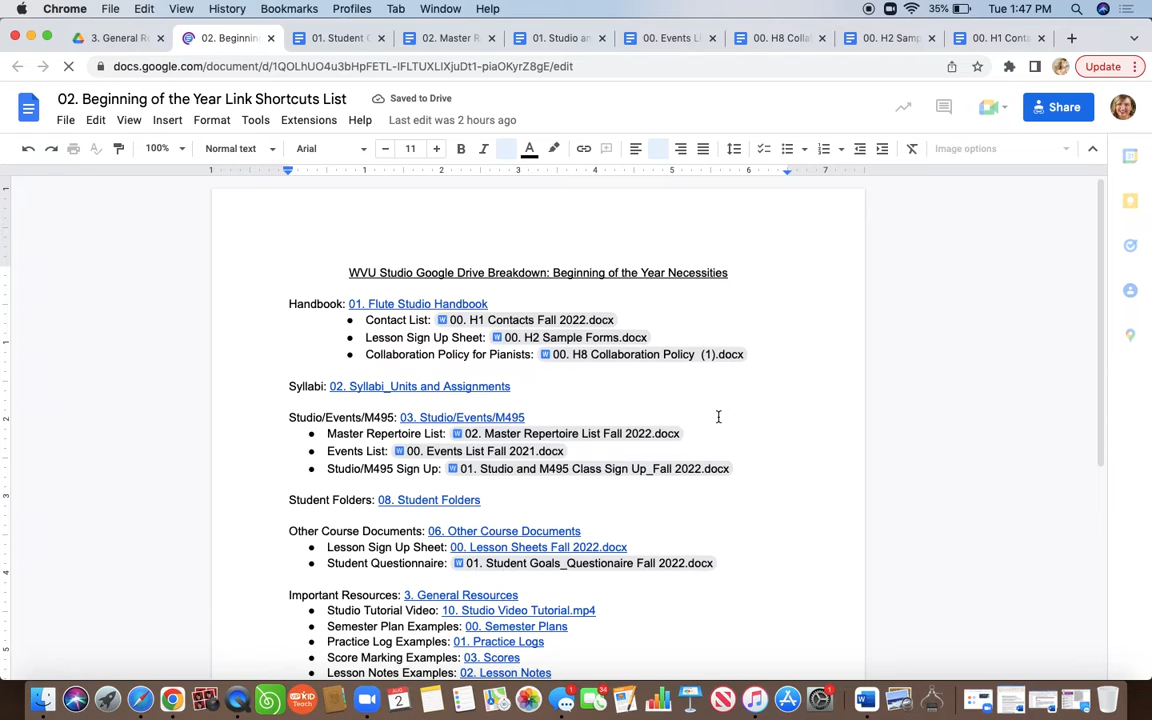 Chrome File Edit View History Bookmarks Profiles Tab Window Help 35% Tue 1:47 PM
3. General Re 02. Beginnin 01. Student G 02. Master R 01. Studio an 00. Events L 00. H8 Colla 00. H2 Samp 00. H1 Conta
docs.google.com/document/d/1QOLhUO4u3bHpFETL-IFLTUXLIXjuDt1-piaOKyrZ8gE/edit Update
02. Beginning of the Year Link Shortcuts List Saved to Drive Share
File Edit View Insert Format Tools Extensions Help Last edit was 2 hours ago
100% Normal text Arial 11 B I A Image options
1 1 2 3 4 5 6 7
WVU Studio Google Drive Breakdown: Beginning of the Year Necessities
Handbook: 01. Flute Studio Handbook
● Contact List: 00. H1 Contacts Fall 2022.docx
● Lesson Sign Up Sheet: 00. H2 Sample Forms.docx
● Collaboration Policy for Pianists: 00. H8 Collaboration Policy (1).docx
Syllabi: 02. Syllabi_Units and Assignments
Studio/Events/M495: 03. Studio/Events/M495
● Master Repertoire List: 02. Master Repertoire List Fall 2022.docx
● Events List: 00. Events List Fall 2021.docx
● Studio/M495 Sign Up: 01. Studio and M495 Class Sign Up_Fall 2022.docx
Student Folders: 08. Student Folders
Other Course Documents: 06. Other Course Documents
● Lesson Sign Up Sheet: 00. Lesson Sheets Fall 2022.docx
● Student Questionnaire: 01. Student Goals_Questionaire Fall 2022.docx
Important Resources: 3. General Resources
● Studio Tutorial Video: 10. Studio Video Tutorial.mp4
● Semester Plan Examples: 00. Semester Plans
● Practice Log Examples: 01. Practice Logs
● Score Marking Examples: 03. Scores
● Lesson Notes Examples: 02. Lesson Notes